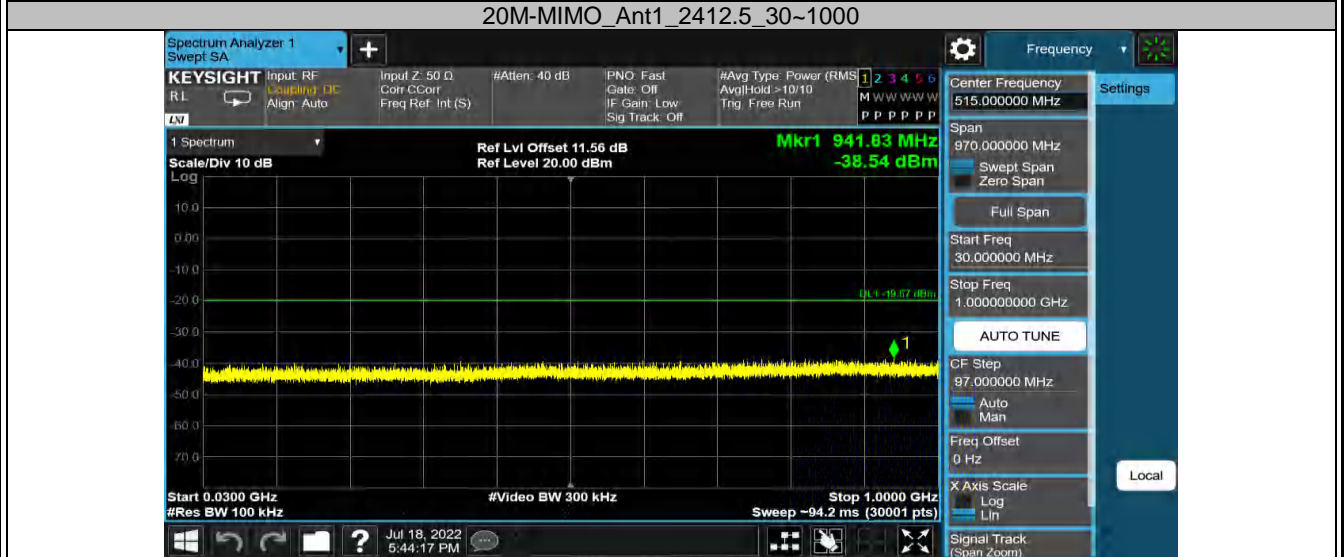 20M-MIMO_Ant1_2412.5_30~1000
Spectrum Analyzer 1
Swept SA
Frequency
KEYSIGHT
RL
LXI
Input: RF
Coupling: DC
Align: Auto
Input Z: 50 Ω
Corr CCorr
Freq Ref: Int (S)
#Atten: 40 dB
PNO: Fast
Gate: Off
IF Gain: Low
Sig Track: Off
#Avg Type: Power (RMS
Avg|Hold >10/10
Trig: Free Run
1 2 3 4 5 6
M W W W W W
P P P P P P
1 Spectrum
Scale/Div 10 dB
Log
Ref Lvl Offset 11.56 dB
Ref Level 20.00 dBm
Mkr1 941.83 MHz
-38.54 dBm
10.0
0.00
-10.0
-20.0
DL1 -19.67 dBm
-30.0
1
-40.0
-50.0
-60.0
-70.0
Start 0.0300 GHz
#Res BW 100 kHz
#Video BW 300 kHz
Stop 1.0000 GHz
Sweep ~94.2 ms (30001 pts)
Jul 18, 2022
5:44:17 PM
Center Frequency
515.000000 MHz
Settings
Span
970.000000 MHz
Swept Span
Zero Span
Full Span
Start Freq
30.000000 MHz
Stop Freq
1.000000000 GHz
AUTO TUNE
CF Step
97.000000 MHz
Auto
Man
Freq Offset
0 Hz
X Axis Scale
Log
Lin
Local
Signal Track
(Span Zoom)